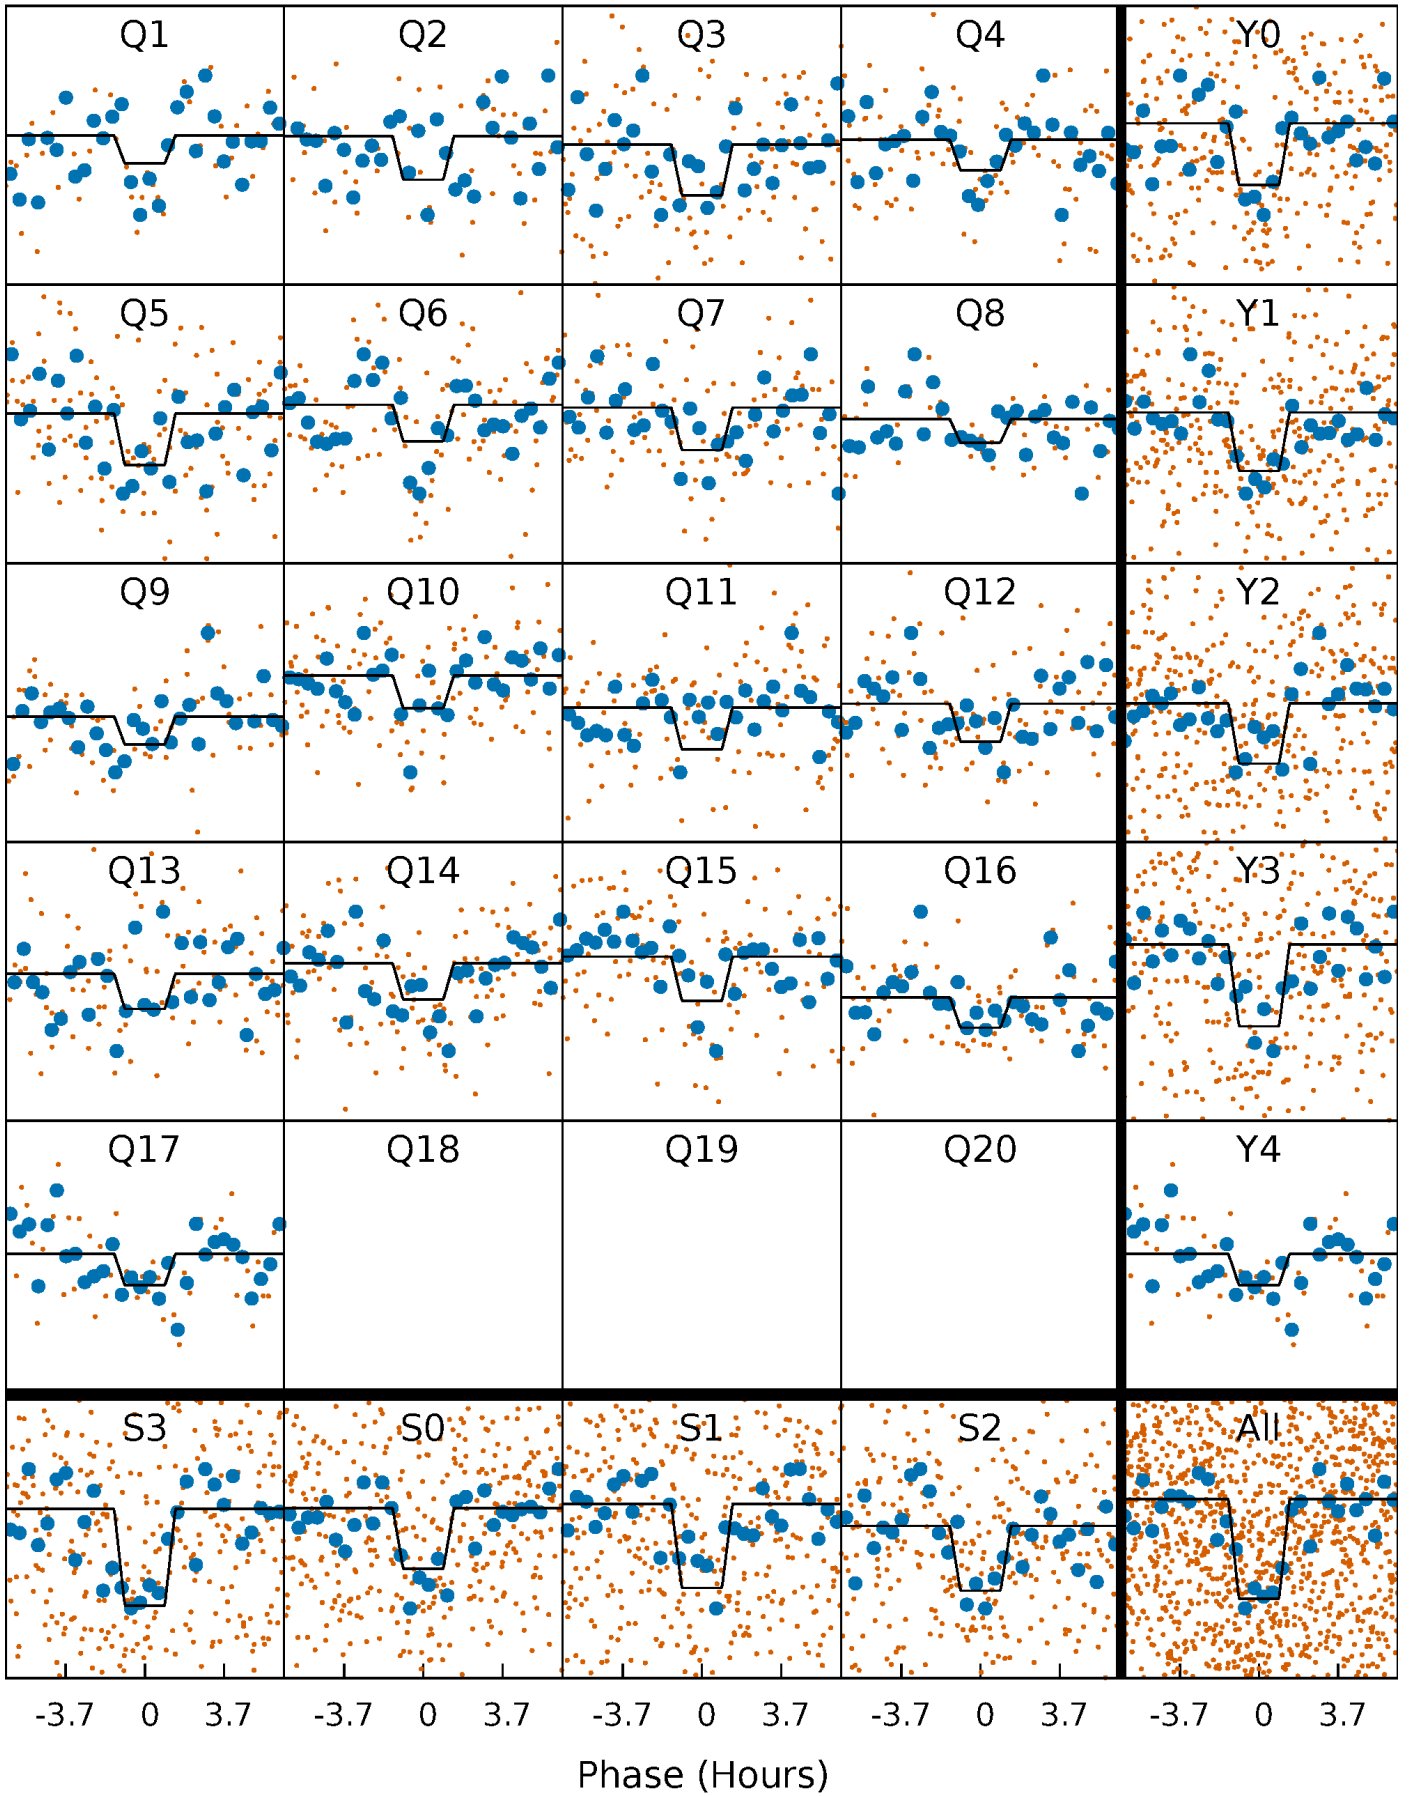 Q1 Q2 Q3 Q4 Y0
Q5 Q6 Q7 Q8 Y1
Q9 Q10 Q11 Q12 Y2
Q13 Q14 Q15 Q16 Y3
Q17 Q18 Q19 Q20 Y4
S3 S0 S1 S2 All
-3.7 0 3.7 -3.7 0 3.7 -3.7 0 3.7 -3.7 0 3.7 -3.7 0 3.7
Phase (Hours)